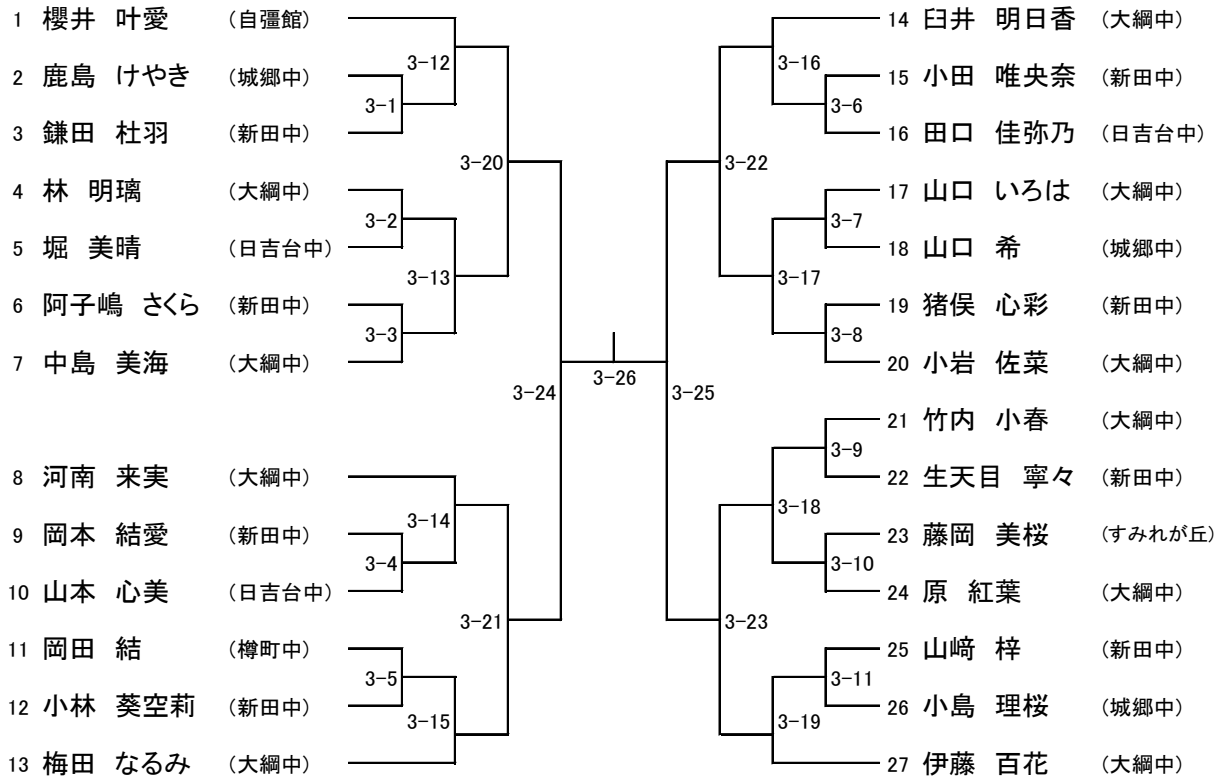 1 櫻井 叶愛 (自彊館)
2 鹿島 けやき (城郷中)
3 鎌田 杜羽 (新田中)
4 林 明璃 (大綱中)
5 堀 美晴 (日吉台中)
6 阿子嶋 さくら (新田中)
7 中島 美海 (大綱中)
8 河南 来実 (大綱中)
9 岡本 結愛 (新田中)
10 山本 心美 (日吉台中)
11 岡田 結 (樽町中)
12 小林 葵空莉 (新田中)
13 梅田 なるみ (大綱中)
3-12
3-1
3-20
3-2
3-13
3-3
3-24
3-14
3-4
3-21
3-5
3-15
3-26
3-16
3-6
3-22
3-7
3-17
3-8
3-25
3-9
3-18
3-10
3-23
3-11
3-19
14 臼井 明日香 (大綱中)
15 小田 唯央奈 (新田中)
16 田口 佳弥乃 (日吉台中)
17 山口 いろは (大綱中)
18 山口 希 (城郷中)
19 猪俣 心彩 (新田中)
20 小岩 佐菜 (大綱中)
21 竹内 小春 (大綱中)
22 生天目 寧々 (新田中)
23 藤岡 美桜 (すみれが丘)
24 原 紅葉 (大綱中)
25 山﨑 梓 (新田中)
26 小島 理桜 (城郷中)
27 伊藤 百花 (大綱中)